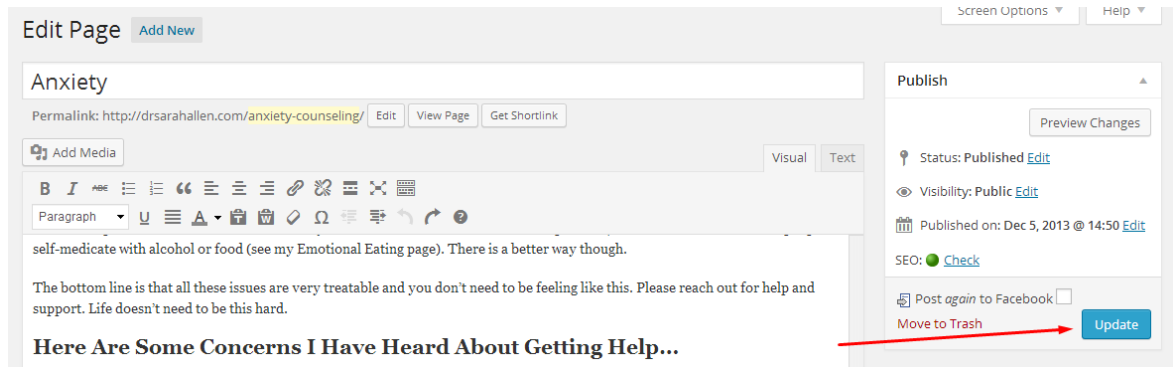 Screen Options
Help
Edit Page Add New
Anxiety
Permalink: http://drsarahallen.com/anxiety-counseling/ Edit View Page Get Shortlink
Add Media
Visual Text
B I ABC
Paragraph U A T W Ω
self-medicate with alcohol or food (see my Emotional Eating page). There is a better way though.
The bottom line is that all these issues are very treatable and you don't need to be feeling like this. Please reach out for help and
support. Life doesn't need to be this hard.
Here Are Some Concerns I Have Heard About Getting Help...
Publish
Preview Changes
Status: Published Edit
Visibility: Public Edit
Published on: Dec 5, 2013 @ 14:50 Edit
SEO: Check
Post again to Facebook
Move to Trash Update